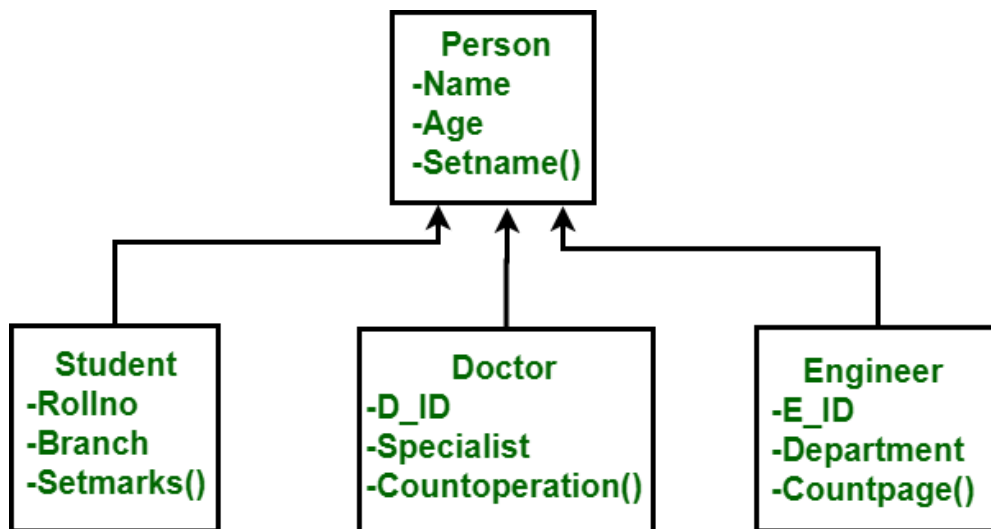 Person
-Name
-Age
-Setname()
Student
-Rollno
-Branch
-Setmarks()
Doctor
-D_ID
-Specialist
-Countoperation()
Engineer
-E_ID
-Department
-Countpage()